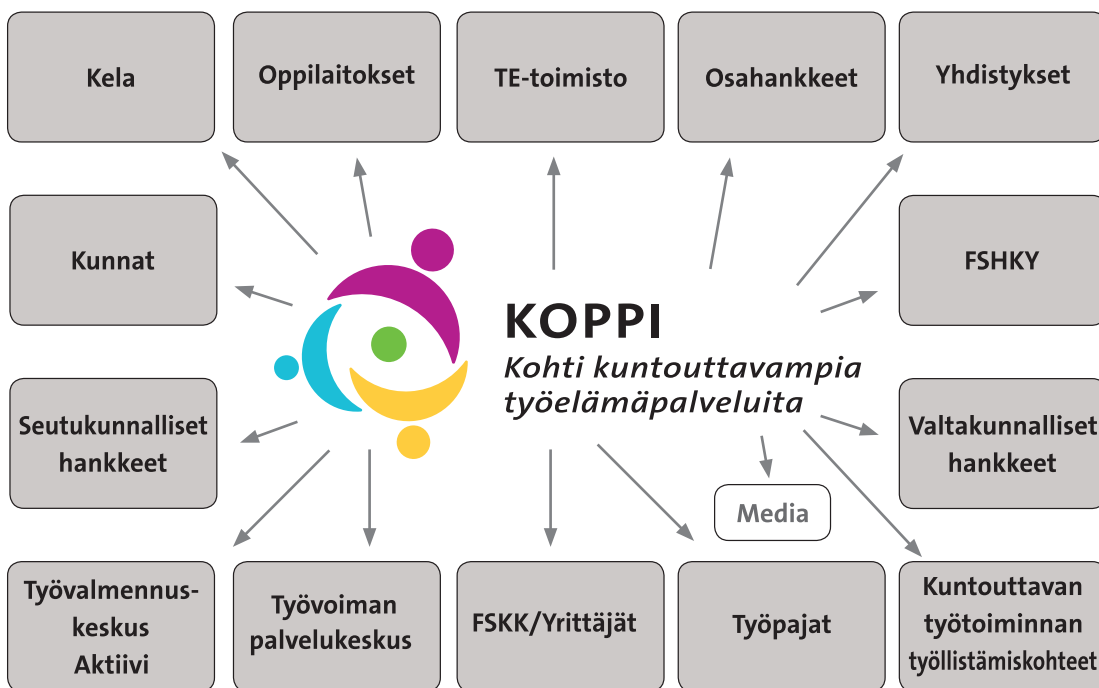 Kela
Oppilaitokset
TE-toimisto
Osahankkeet
Yhdistykset
Kunnat
FSHKY
KOPPI
Kohti kuntouttavampia
työelämäpalveluita
Seutukunnalliset
hankkeet
Valtakunnalliset
hankkeet
Media
Työvalmennus-
keskus
Aktiivi
Työvoiman
palvelukeskus
FSKK/Yrittäjät
Työpajat
Kuntouttavan
työtoiminnan
työllistämiskohteet